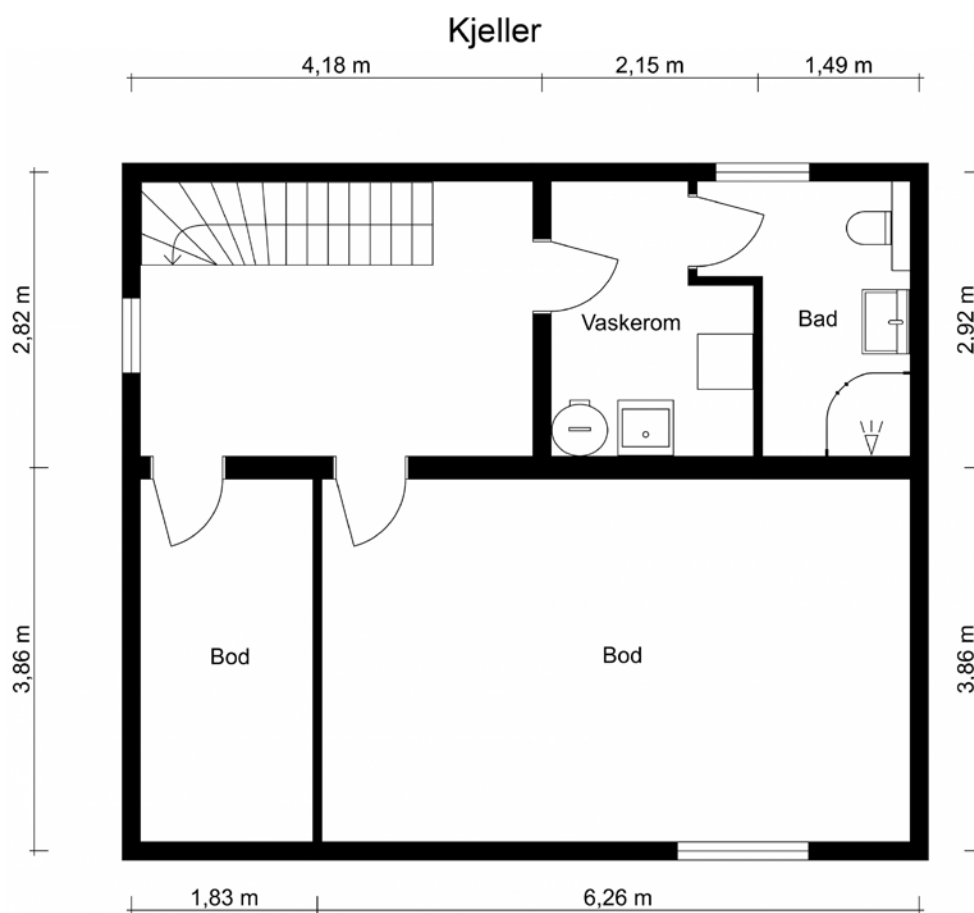 Kjeller
4,18 m
2,15 m
1,49 m
2,82 m
2,92 m
Vaskerom
Bad
3,86 m
3,86 m
Bod
Bod
1,83 m
6,26 m